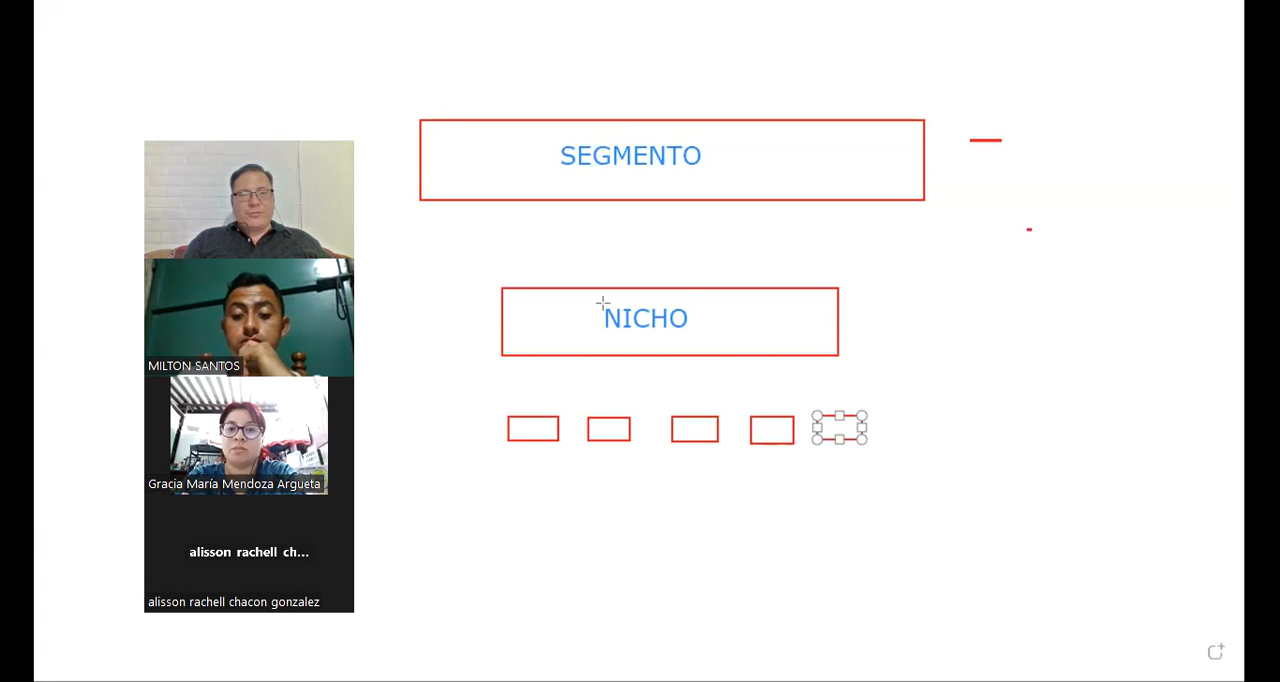 SEGMENTO
NICHO
MILTON SANTOS
Gracia María Mendoza Argueta
alisson rachell ch...
alisson rachell chacon gonzalez